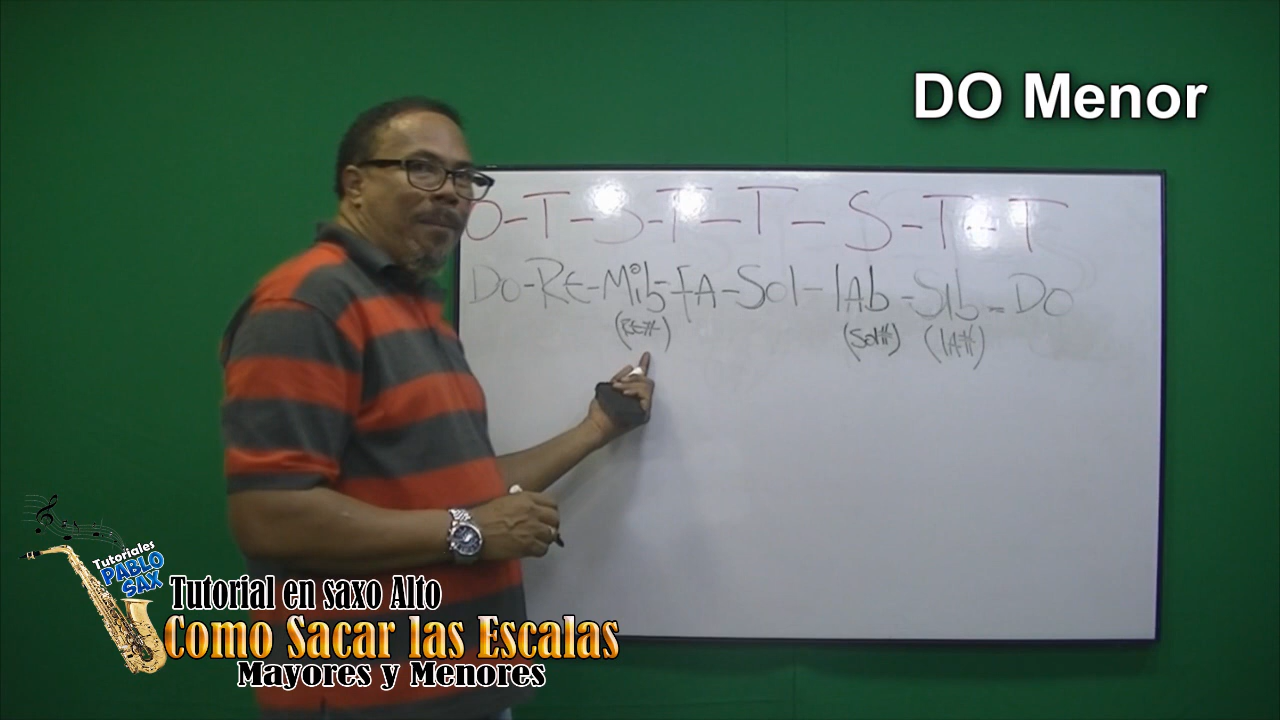 DO Menor
O-T-S-T-T-S-T-T
Do-RE-Mib-FA-Sol-lAb-SIb-DO
(RE#) (Sol#) (lA#)
Tutoriales
PABLO
SAX
Tutorial en saxo Alto
Como Sacar las Escalas
Mayores y Menores